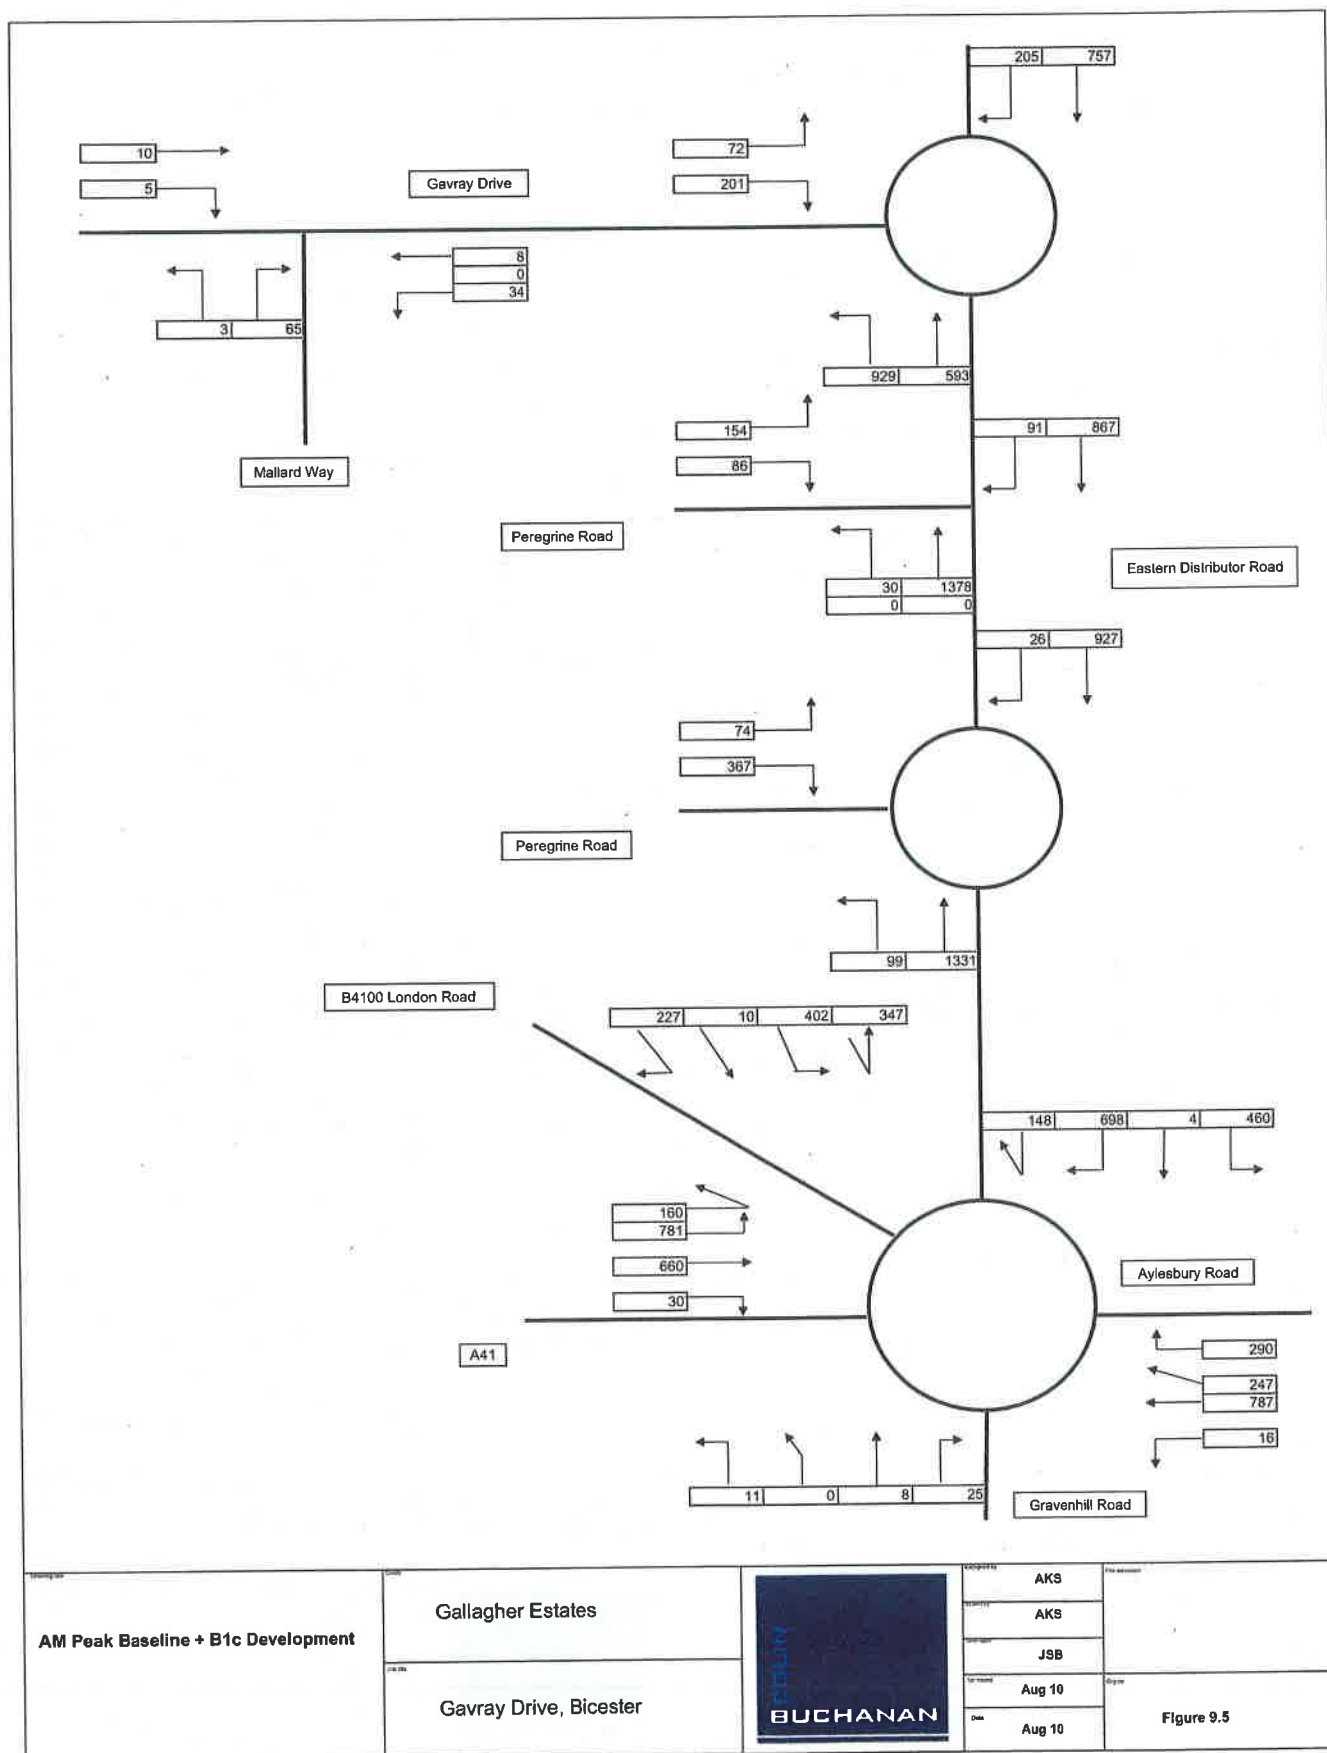 205 757
10
72
5
Gavray Drive
201
8
0
34
3 65
929 593
154
91 867
86
Mallard Way
Peregrine Road
Eastern Distributor Road
30 1378
0 0
26 927
74
367
Peregrine Road
99 1331
B4100 London Road
227 10 402 347
148 698 4 460
160
781
660
Aylesbury Road
30
A41
290
247
787
16
11 0 8 25
Gravenhill Road
AM Peak Baseline + B1c Development
Gallagher Estates
Gavray Drive, Bicester
COLIN
BUCHANAN
AKS
AKS
JSB
Aug 10
Date
Aug 10
Figure 9.5